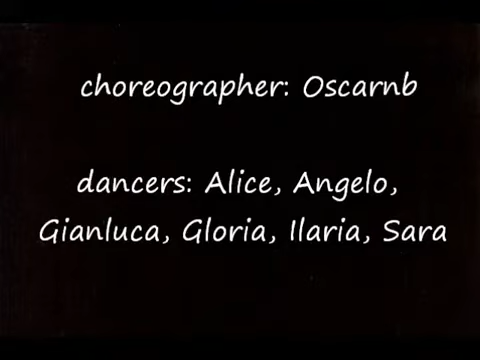 choreographer: Oscarnb
dancers: Alice, Angelo,
Gianluca, Gloria, Ilaria, Sara